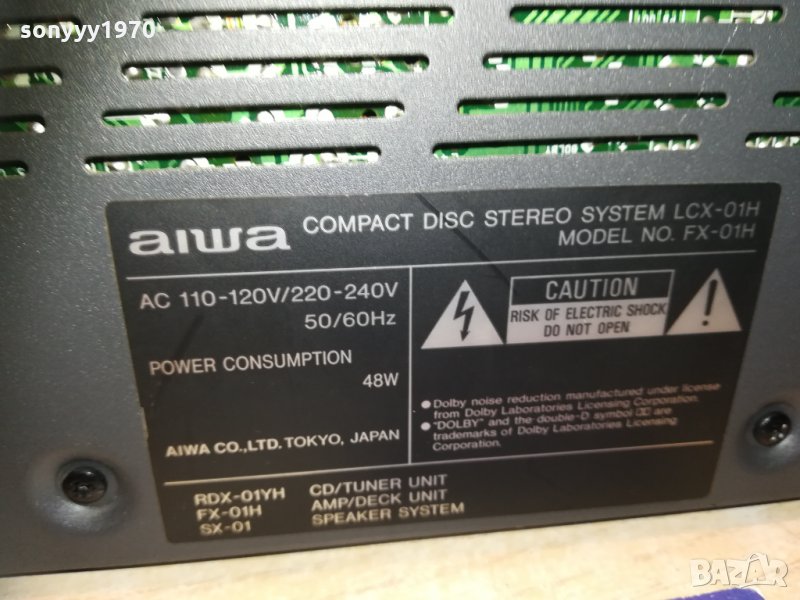 sonyyy1970
DOLBY
aiwa
COMPACT DISC STEREO SYSTEM LCX-01H
MODEL NO. FX-01H
AC 110-120V/220-240V
50/60Hz
POWER CONSUMPTION
48W
AIWA CO.,LTD. TOKYO, JAPAN
CAUTION
RISK OF ELECTRIC SHOCK
DO NOT OPEN
● Dolby noise reduction manufactured under license
from Dolby Laboratories Licensing Corporation.
● "DOLBY" and the double-D symbol are
trademarks of Dolby Laboratories Licensing
Corporation.
RDX-01YH CD/TUNER UNIT
FX-01H AMP/DECK UNIT
SX-01 SPEAKER SYSTEM
BAZAR
bg